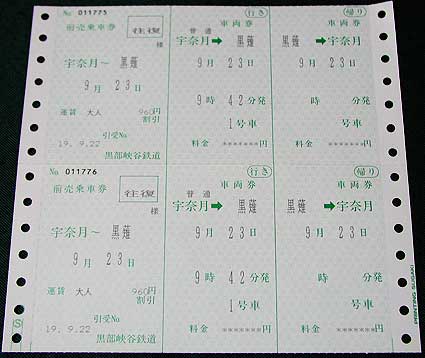 No 011775 行き 帰り
前売乗車券 往復 車両券 車両券
様 普通
宇奈月〜 黒薙 宇奈月➡ 黒薙 黒薙 ➡宇奈月
9月 23日 9月 23日 9月 23日
9時 42分発 時 分発
運賃 大人 960円 1号車 号車
割引
引受No
19. 9.22 料金 *******円 料金 *******円
黒部峡谷鉄道
No 011776 行き 帰り
前売乗車券 往復 車両券 車両券
様 普通
宇奈月〜 黒薙 宇奈月➡ 黒薙 黒薙 ➡宇奈月
9月 23日 9月 23日 9月 23日
9時 42分発 時 分発
運賃 大人 960円 1号車 号車
割引
引受No
19. 9.22 料金 *******円 料金 *******円
黒部峡谷鉄道